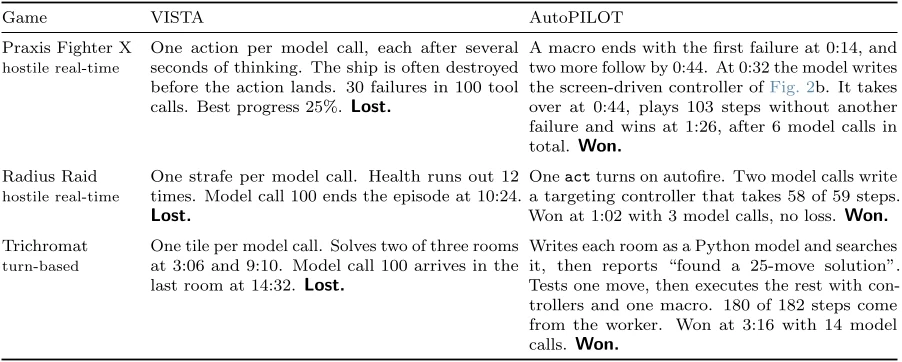 Game VISTA AutoPILOT
Praxis Fighter X
hostile real-time
One action per model call, each after several
seconds of thinking. The ship is often destroyed
before the action lands. 30 failures in 100 tool
calls. Best progress 25%. Lost.
A macro ends with the first failure at 0:14, and
two more follow by 0:44. At 0:32 the model writes
the screen-driven controller of Fig. 2b. It takes
over at 0:44, plays 103 steps without another
failure and wins at 1:26, after 6 model calls in
total. Won.
Radius Raid
hostile real-time
One strafe per model call. Health runs out 12
times. Model call 100 ends the episode at 10:24.
Lost.
One act turns on autofire. Two model calls write
a targeting controller that takes 58 of 59 steps.
Won at 1:02 with 3 model calls, no loss. Won.
Trichromat
turn-based
One tile per model call. Solves two of three rooms
at 3:06 and 9:10. Model call 100 arrives in the
last room at 14:32. Lost.
Writes each room as a Python model and searches
it, then reports “found a 25-move solution”.
Tests one move, then executes the rest with con-
trollers and one macro. 180 of 182 steps come
from the worker. Won at 3:16 with 14 model
calls. Won.